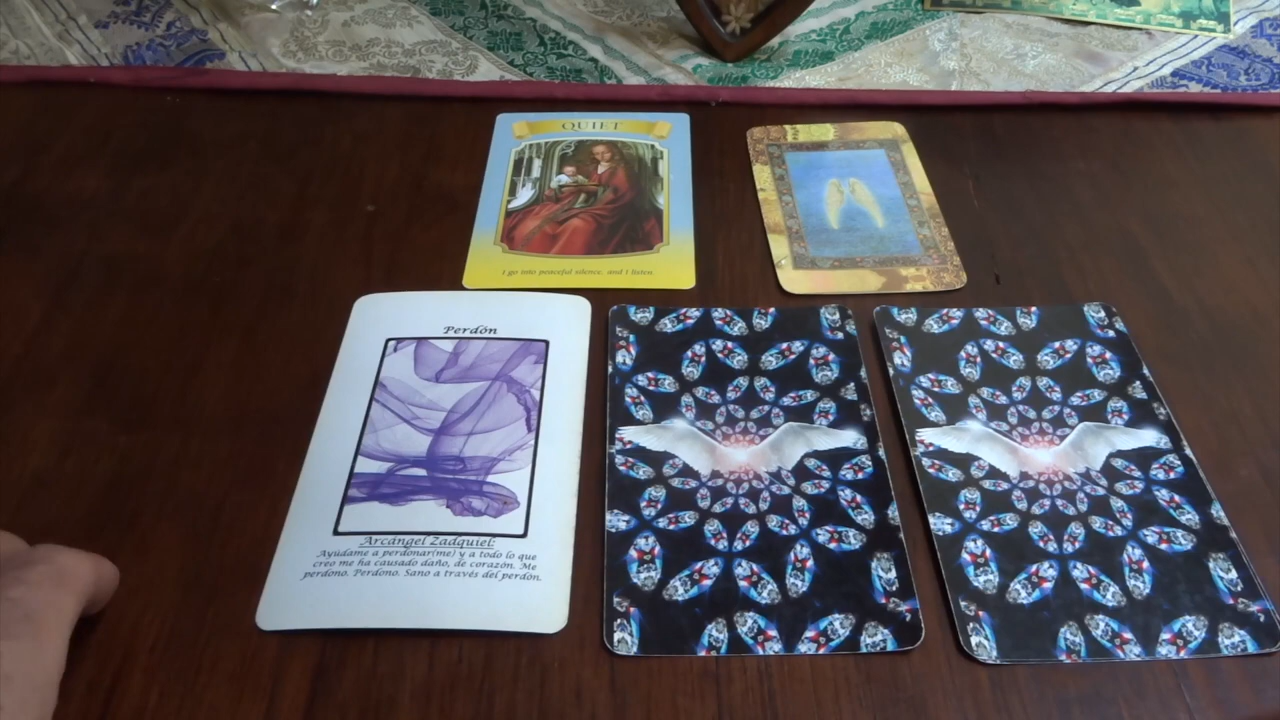 QUIET
I go into peaceful silence, and I listen.
Perdón
Arcángel Zadquiel:
Ayúdame a perdonar(me) y a todo lo que
creo me ha causado daño, de corazón. Me
perdono. Perdono. Sano a través del perdón.